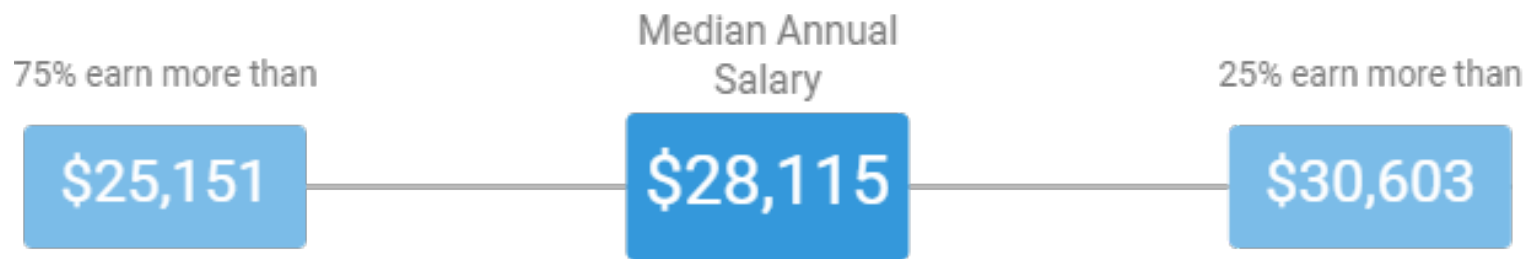 Median Annual
Salary
75% earn more than
25% earn more than
$25,151
$28,115
$30,603